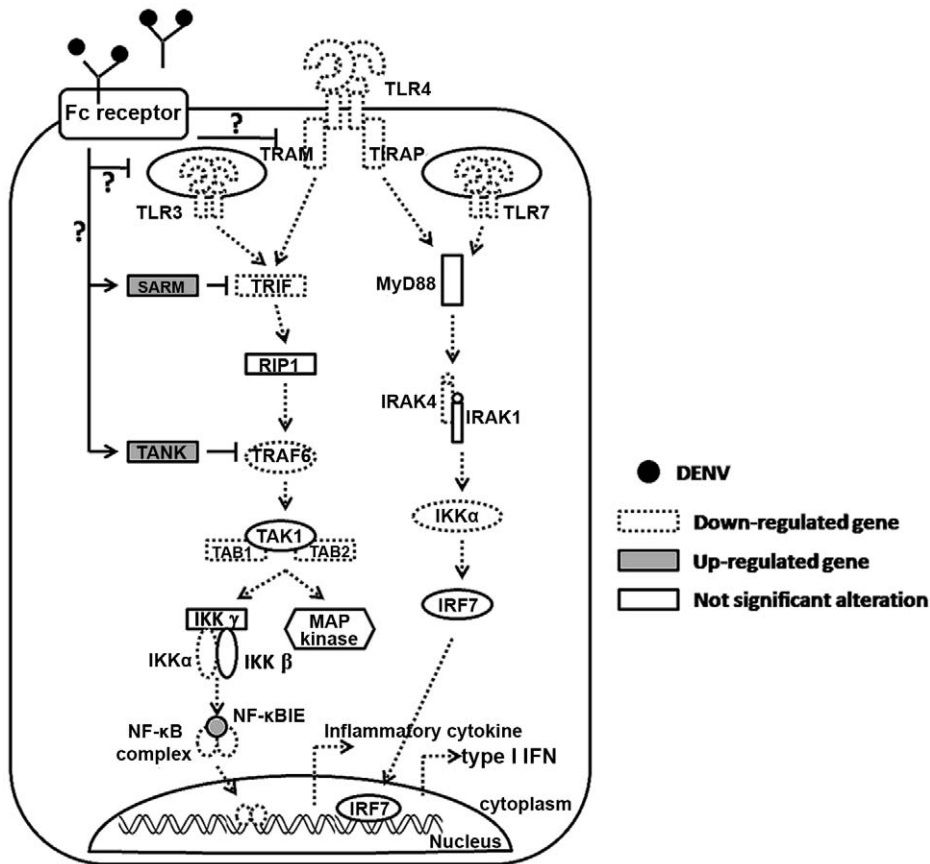 TLR4
Fc receptor
?
TRAM
TIRAP
?
TLR3
TLR7
?
SARM
TRIF
MyD88
RIP1
IRAK4
IRAK1
TANK
TRAF6
DENV
IKKα
Down-regulated gene
TAK1
TAB1
TAB2
Up-regulated gene
Not significant alteration
IKK γ
MAP
kinase
IRF7
IKKα
IKK β
NF-κBIE
NF-κB
complex
Inflammatory cytokine
type I IFN
IRF7
cytoplasm
Nucleus